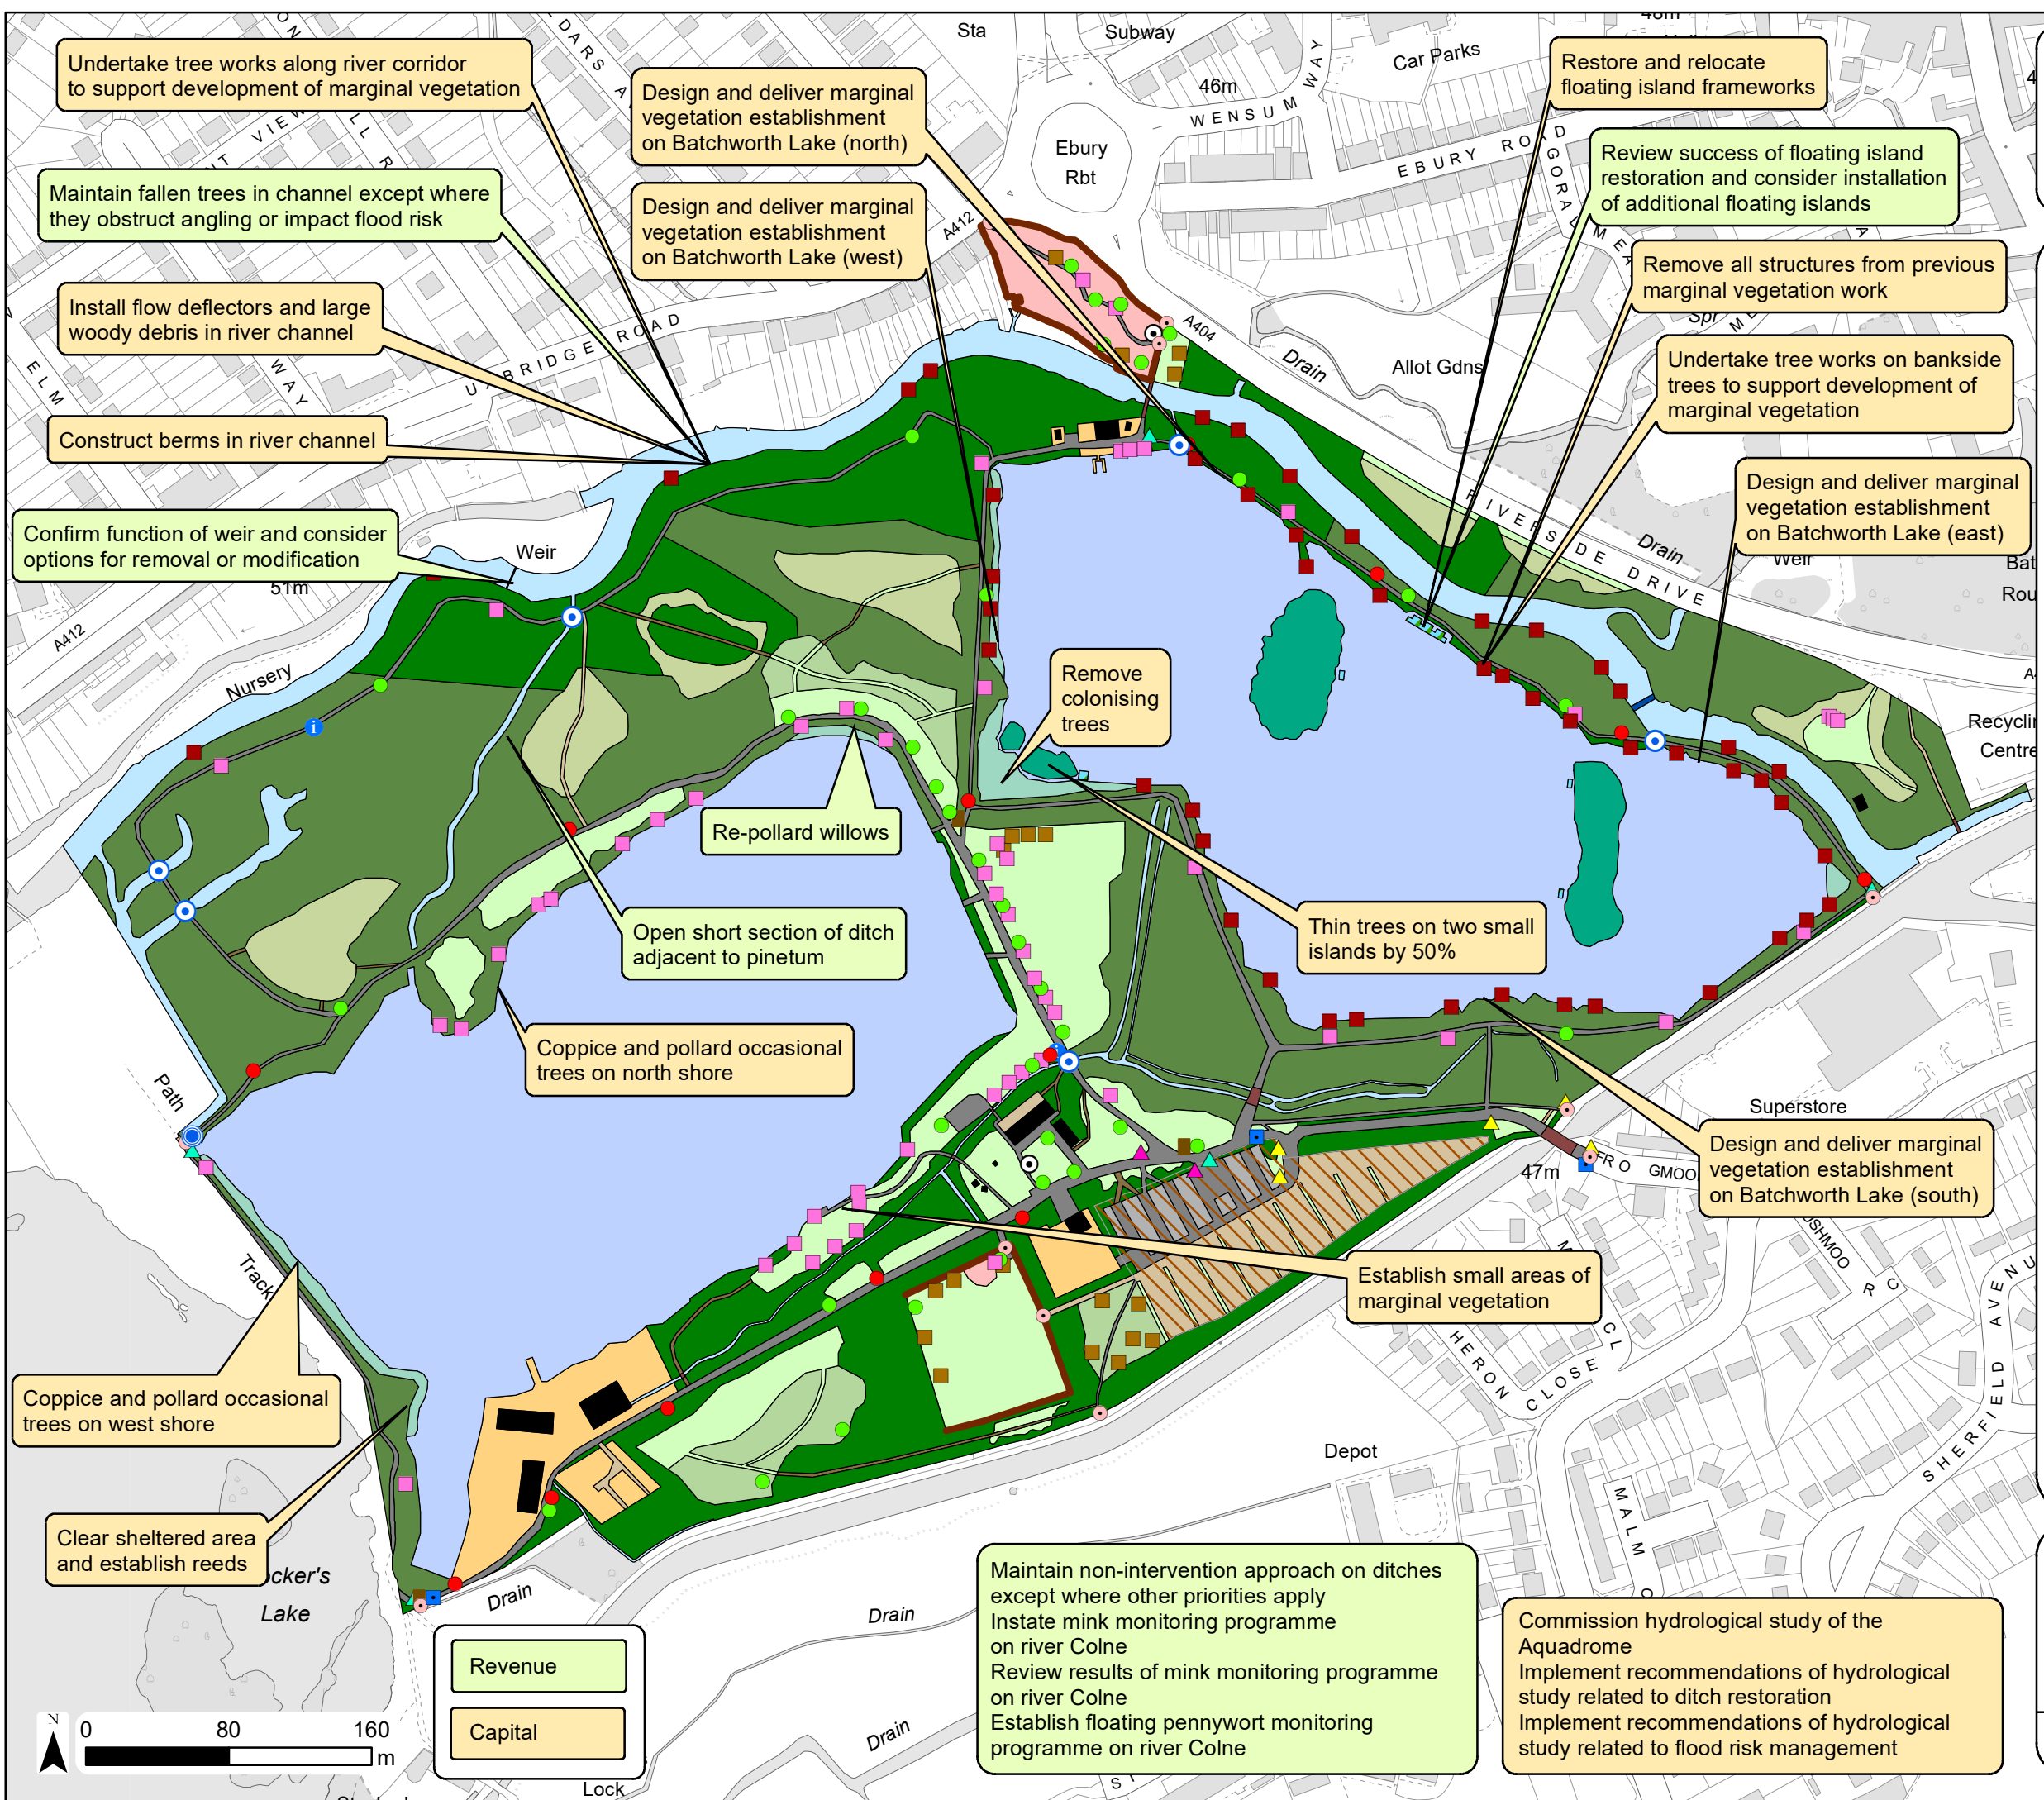 Undertake tree works along river corridor
to support development of marginal vegetation
Maintain fallen trees in channel except where
they obstruct angling or impact flood risk
Install flow deflectors and large
woody debris in river channel
Construct berms in river channel
Confirm function of weir and consider
options for removal or modification
Design and deliver marginal
vegetation establishment
on Batchworth Lake (north)
Design and deliver marginal
vegetation establishment
on Batchworth Lake (west)
Restore and relocate
floating island frameworks
Review success of floating island
restoration and consider installation
of additional floating islands
Remove all structures from previous
marginal vegetation work
Undertake tree works on bankside
trees to support development of
marginal vegetation
Design and deliver marginal
vegetation establishment
on Batchworth Lake (east)
Remove
colonising
trees
Re-pollard willows
Open short section of ditch
adjacent to pinetum
Thin trees on two small
islands by 50%
Coppice and pollard occasional
trees on north shore
Design and deliver marginal
vegetation establishment
on Batchworth Lake (south)
Establish small areas of
marginal vegetation
Coppice and pollard occasional
trees on west shore
Clear sheltered area
and establish reeds
Maintain non-intervention approach on ditches
except where other priorities apply
Instate mink monitoring programme
on river Colne
Review results of mink monitoring programme
on river Colne
Establish floating pennywort monitoring
programme on river Colne
Commission hydrological study of the
Aquadrome
Implement recommendations of hydrological
study related to ditch restoration
Implement recommendations of hydrological
study related to flood risk management
Revenue
Capital
N
0 80 160
m
Sta
Subway
Car Parks
46m
WENSUM WAY
Ebury
Rbt
EBURY ROAD
A412
A404
UXBRIDGE ROAD
ELM
WAY
Drain
Allot Gdns
RIVERSIDE DRIVE
Drain
Weir
Weir
51m
A412
Nursery
Recyclin
Centre
Path
Track
Superstore
47m
HERON CLOSE
SHERFIELD AVENU
Depot
MALM
Lake
Drain
Drain
Drain
Lock